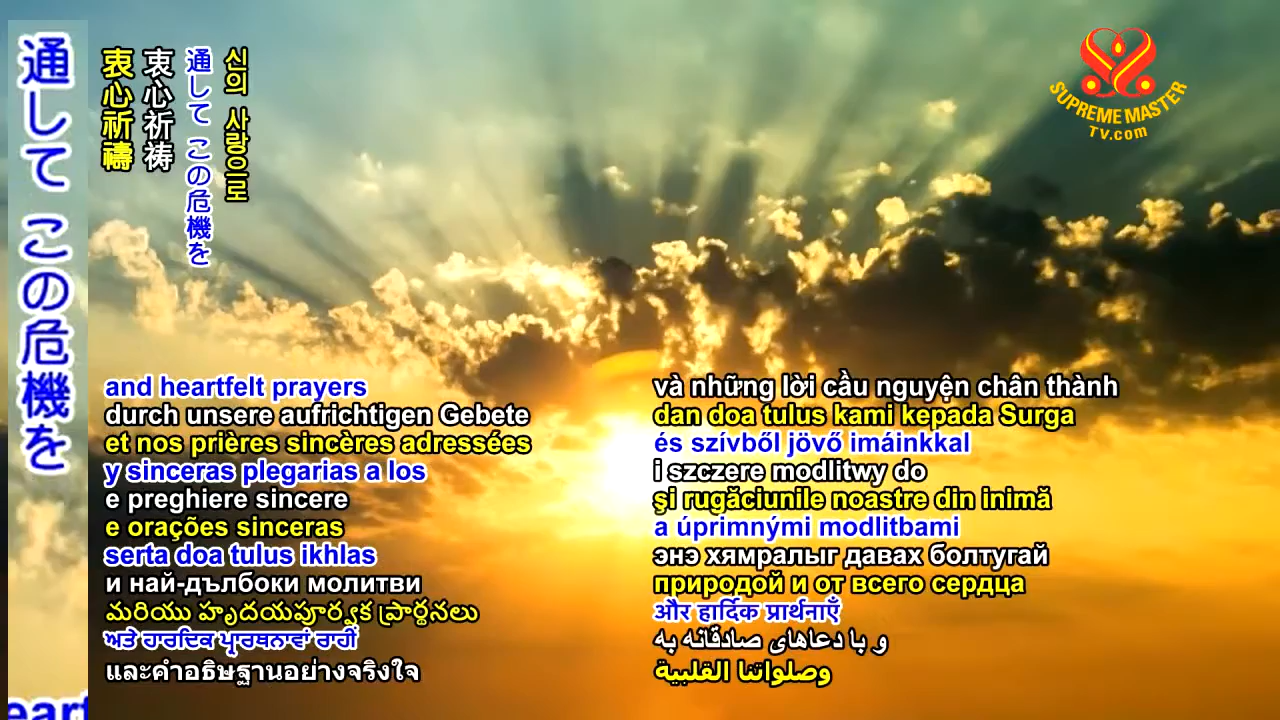 通して この危機を
衷心祈禱
衷心祈祷
通して この危機を
신의 사랑으로
SUPREME MASTER
TV.com
and heartfelt prayers
durch unsere aufrichtigen Gebete
et nos prières sincères adressées
y sinceras plegarias a los
e preghiere sincere
e orações sinceras
serta doa tulus ikhlas
и най-дълбоки молитви
మరియు హృదయపూర్వక ప్రార్థనలు
ਅਤੇ ਹਾਰਦਿਕ ਪ੍ਰਾਰਥਨਾਵਾਂ ਰਾਹੀਂ
และคำอธิษฐานอย่างจริงใจ
và những lời cầu nguyện chân thành
dan doa tulus kami kepada Surga
és szívből jövő imáinkkal
i szczere modlitwy do
şi rugăciunile noastre din inimă
a úprimnými modlitbami
энэ хямралыг давах болтугай
природой и от всего сердца
और हार्दिक प्रार्थनाएँ
و با دعاهای صادقانه به
وصلواتنا القلبية